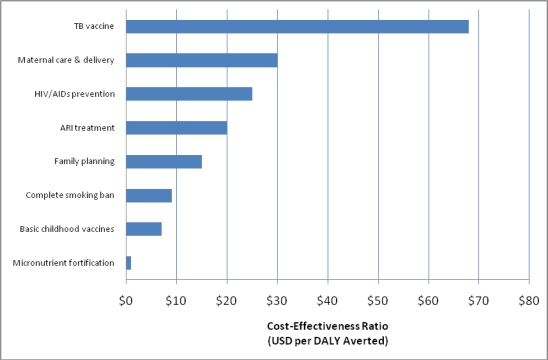 TB vaccine
Maternal care & delivery
HIV/AIDs prevention
ARI treatment
Family planning
Complete smoking ban
Basic childhood vaccines
Micronutrient fortification
$0 $10 $20 $30 $40 $50 $60 $70 $80
Cost-Effectiveness Ratio
(USD per DALY Averted)